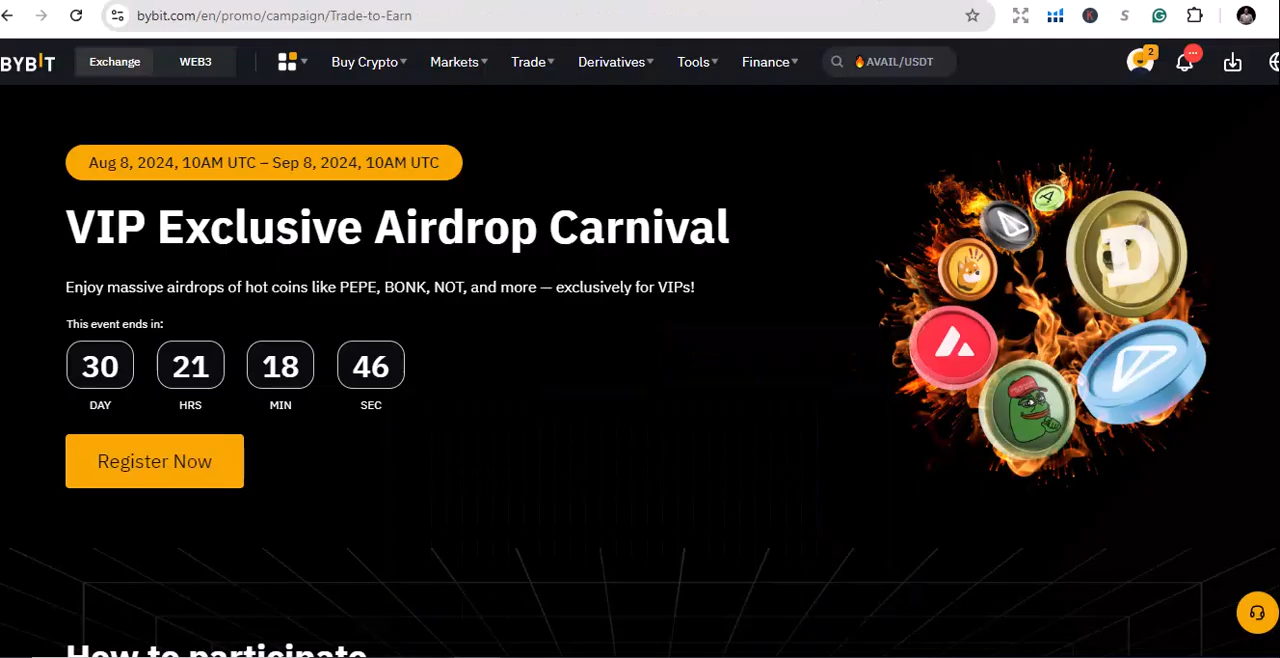 bybit.com/en/promo/campaign/Trade-to-Earn
K S G
BYBIT Exchange WEB3 Buy Crypto Markets Trade Derivatives Tools Finance AVAIL/USDT 2
Aug 8, 2024, 10AM UTC – Sep 8, 2024, 10AM UTC
VIP Exclusive Airdrop Carnival
Enjoy massive airdrops of hot coins like PEPE, BONK, NOT, and more — exclusively for VIPs!
This event ends in:
30 21 18 46
DAY HRS MIN SEC
Register Now
How to participate